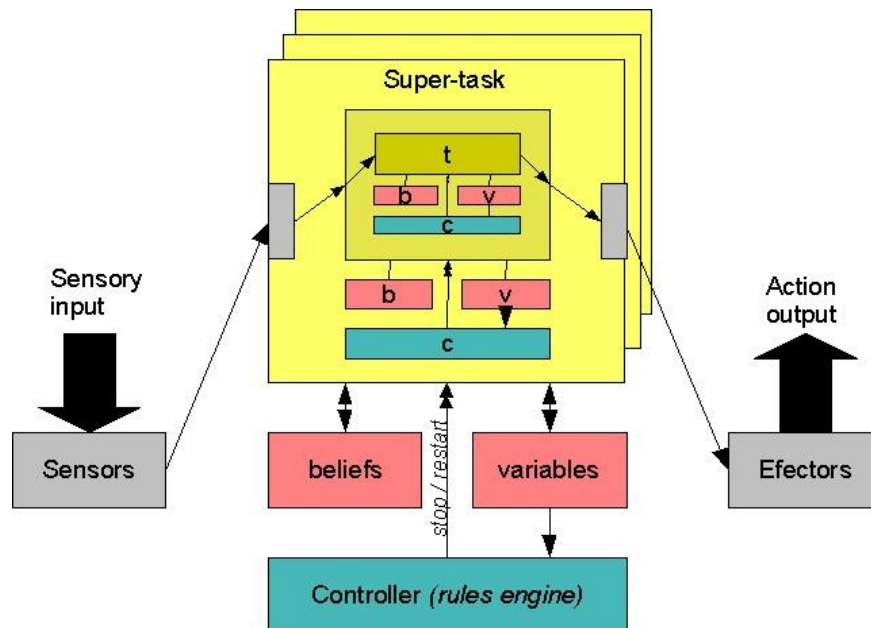 Super-task
t
b
v
c
Sensory
input
b
v
Action
output
c
Sensors
beliefs
stop / restart
variables
Efectors
Controller (rules engine)